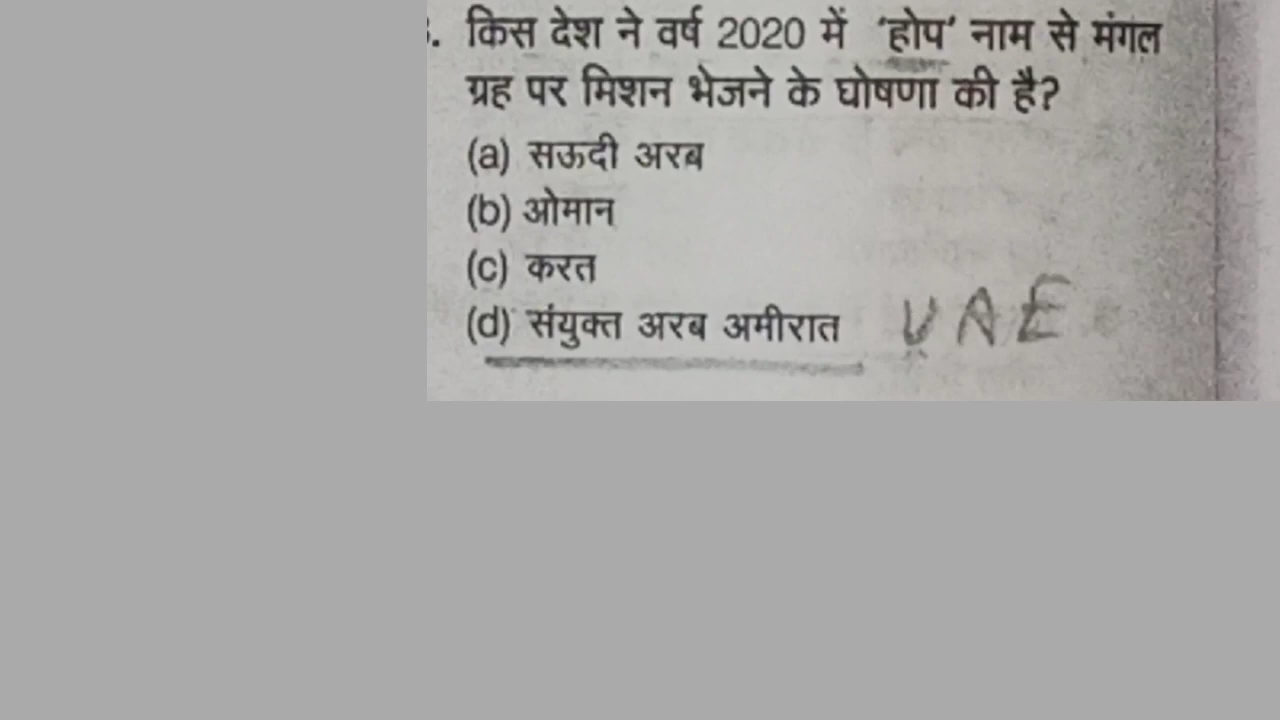 . किस देश ने वर्ष 2020 में 'होप' नाम से मंगल
ग्रह पर मिशन भेजने के घोषणा की है?
(a) सऊदी अरब
(b) ओमान
(c) करत
(d) संयुक्त अरब अमीरात UAE